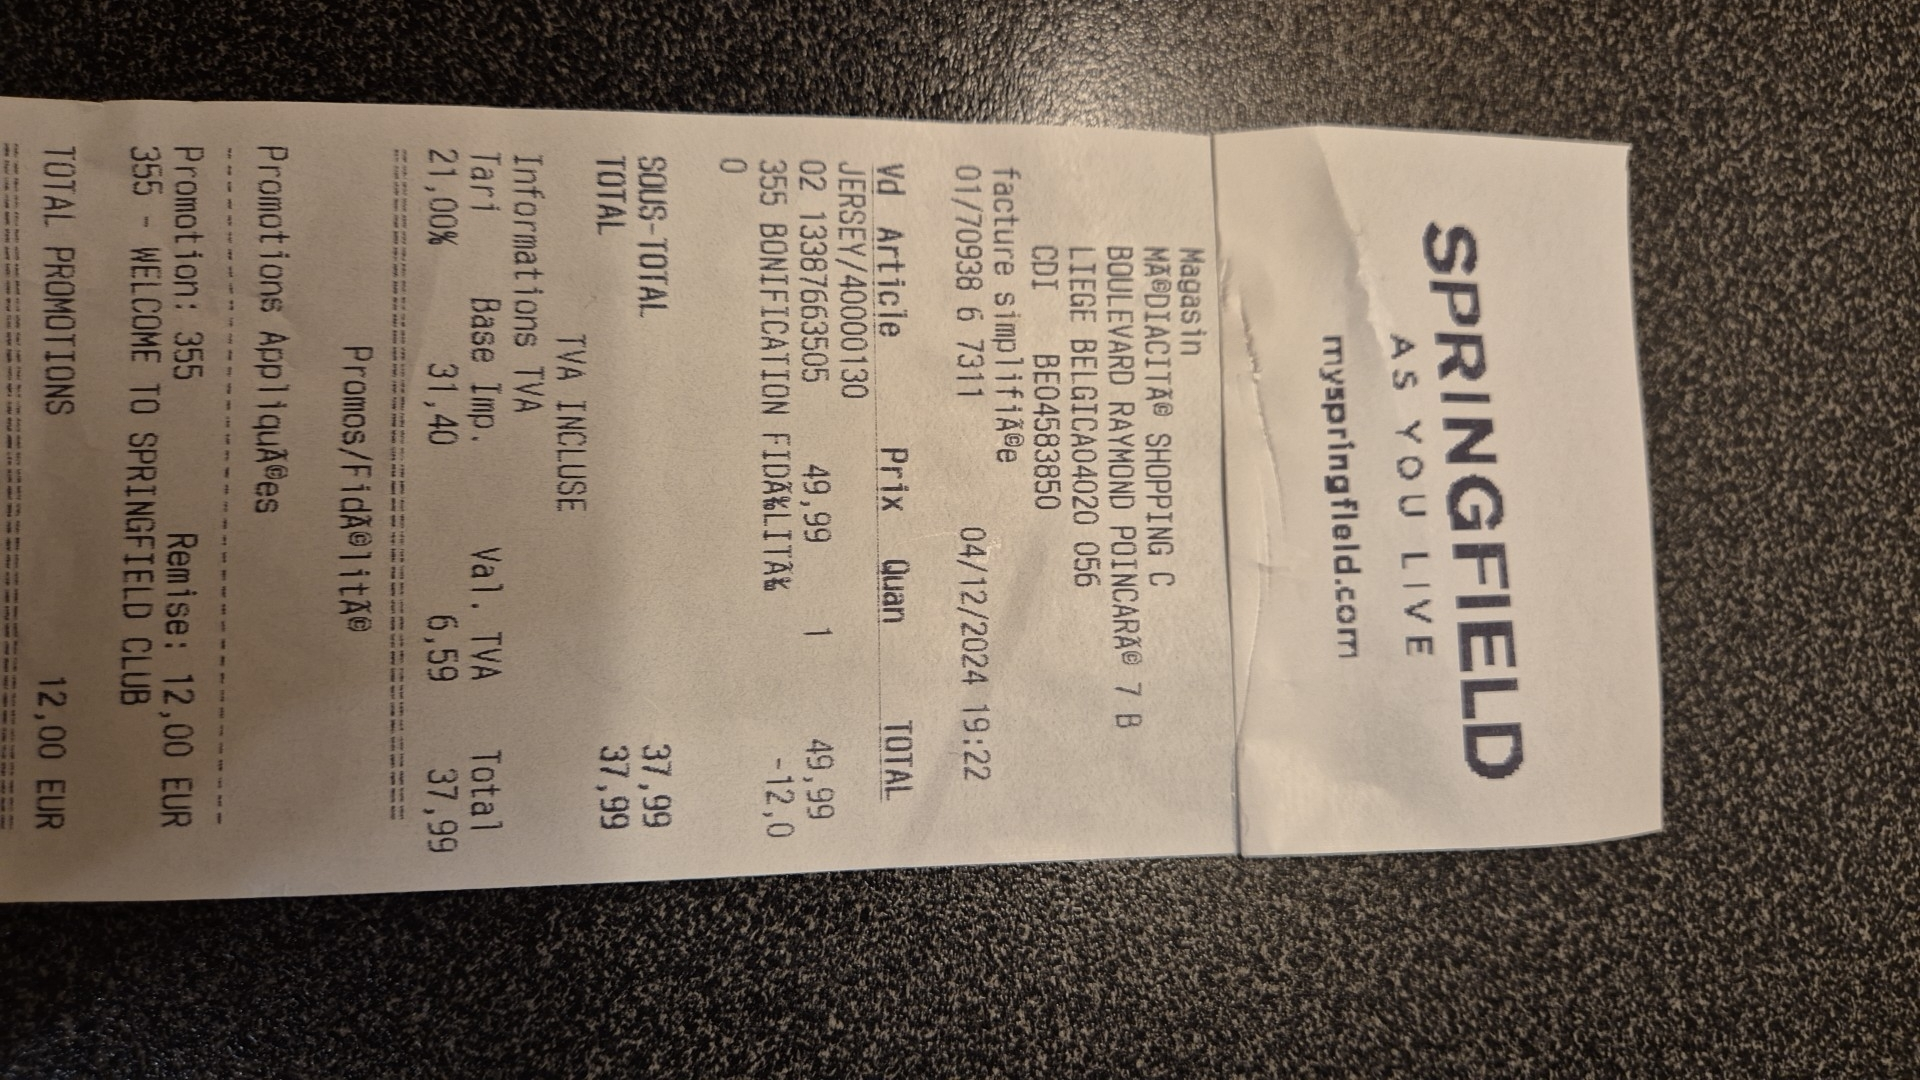 SPRINGFIELD
AS YOU LIVE
myspringfield.com
Magasin
MÃ©DIACITÃ© SHOPPING C
BOULEVARD RAYMOND POINCARÃ© 7 B
LIEGE BELGICA04020 056
CDI BE04583850
facture simplifiÃ©e
01/70938 6 7311 04/12/2024 19:22
Vd Article Prix Quan TOTAL
JERSEY/40000130
02 13387663505 49,99 1 49,99
355 BONIFICATION FIDÃ‰LITÃ‰ -12,0
0
SOUS-TOTAL 37,99
TOTAL 37,99
TVA INCLUSE
Informations TVA
Tari Base Imp. Val. TVA Total
21,00% 31,40 6,59 37,99
Promos/FidÃ©litÃ©
Promotions AppliquÃ©es
Promotion: 355 Remise: 12,00 EUR
355 - WELCOME TO SPRINGFIELD CLUB
TOTAL PROMOTIONS 12,00 EUR